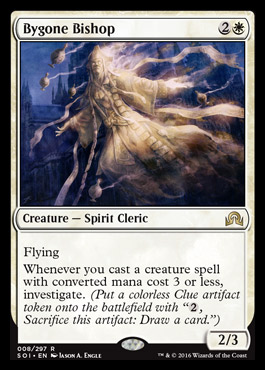 Bygone Bishop 2
Creature — Spirit Cleric
Flying
Whenever you cast a creature spell
with converted mana cost 3 or less,
investigate. (Put a colorless Clue artifact
token onto the battlefield with “2,
Sacrifice this artifact: Draw a card.”)
2/3
008/297 R
SOI • EN JASON A. ENGLE ™ & © 2016 Wizards of the Coast